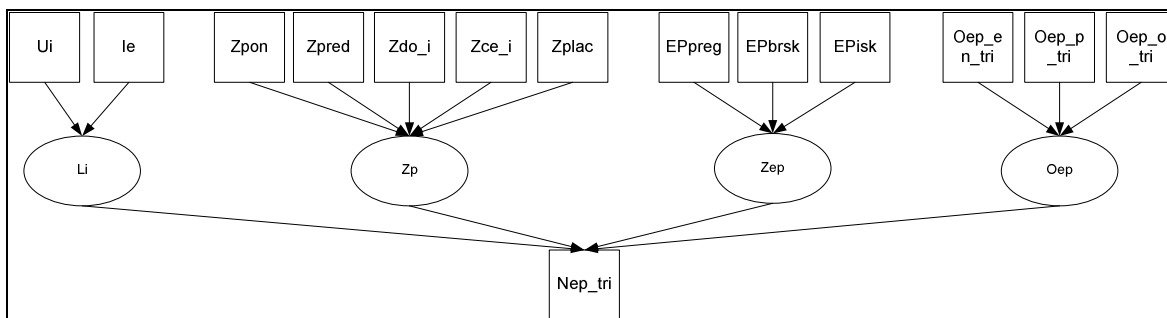 Ui
Ie
Zpon
Zpred
Zdo_i
Zce_i
Zplac
EPpreg
EPbrsk
EPisk
Oep_e
n_tri
Oep_p
_tri
Oep_o
_tri
Li
Zp
Zep
Oep
Nep_tri